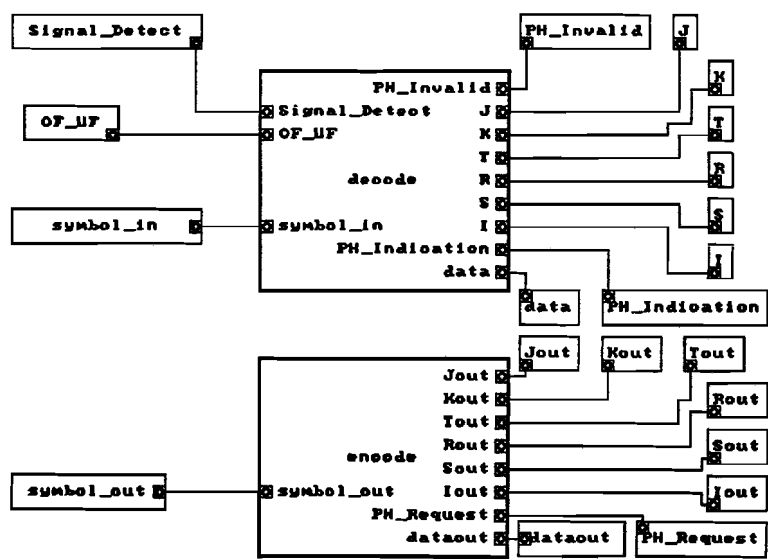 Signal_Detect
PH_Invalid
J
PH_Invalid
K
Signal_Detect
J
OF_UF
OF_UF
K
T
T
decode
R
R
S
S
symbol_in
symbol_in
I
PH_Indication
I
data
data
PH_Indication
Jout
Kout
Tout
Jout
Kout
Rout
Tout
Rout
encode
Sout
Sout
symbol_out
symbol_out
Iout
Iout
PH_Request
dataout
dataout
PH_Request